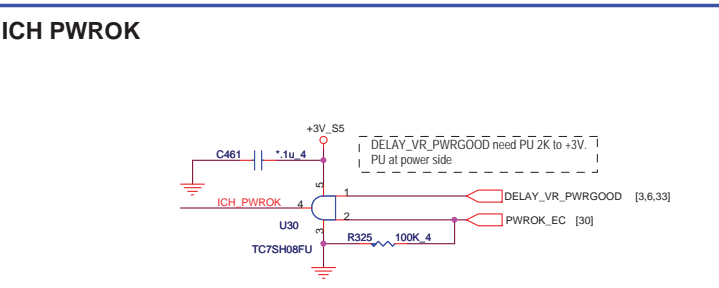 ICH PWROK
+3V_S5
DELAY_VR_PWRGOOD need PU 2K to +3V.
PU at power side
C461 *.1u_4
5
1 DELAY_VR_PWRGOOD [3,6,33]
ICH_PWROK 4
2 PWROK_EC [30]
U30
3
R325 100K_4
TC7SH08FU